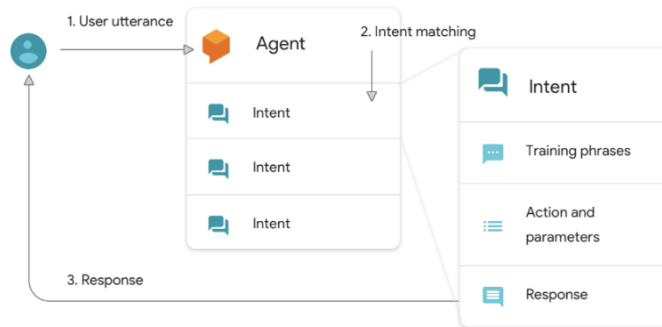 1. User utterance
Agent
2. Intent matching
Intent
Intent
Intent
Intent
Training phrases
Action and
parameters
Response
3. Response